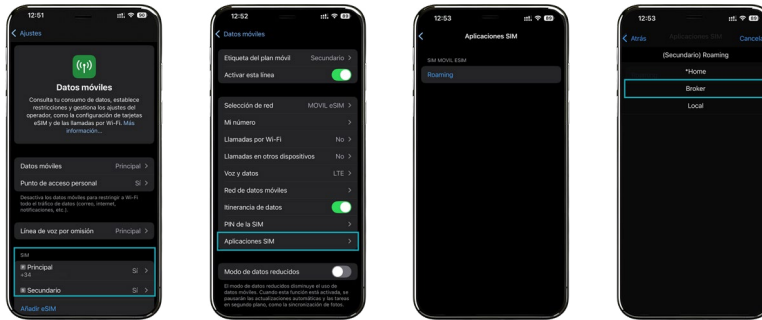 12:51
Ajustes
Datos móviles
Consulta tu consumo de datos, establece
restricciones y gestiona los ajustes del
operador, como la configuración de tarjetas
eSIM y de las llamadas por Wi-Fi. Más
información...
Datos móviles Principal
Punto de acceso personal Sí
Desactiva los datos móviles para restringir a Wi-Fi
todo el tráfico de datos (correo, internet,
notificaciones, etc.).
Línea de voz por omisión Principal
SIM
Principal Sí
+34
Secundario Sí
Añadir eSIM
12:52
Datos móviles
Etiqueta del plan móvil Secundario
Activar esta línea
Selección de red MOVIL eSIM
Mi número
Llamadas por Wi-Fi No
Llamadas en otros dispositivos No
Voz y datos LTE
Red de datos móviles
Itinerancia de datos
PIN de la SIM
Aplicaciones SIM
Modo de datos reducidos
El modo de datos reducidos disminuye el uso de
datos móviles. Cuando esta función está activada, se
pausarán las actualizaciones automáticas y las tareas
en segundo plano, como la sincronización de fotos.
12:53
Aplicaciones SIM
SIM MOVIL ESIM
Roaming
12:53
Atrás Aplicaciones SIM Cancela
(Secundario) Roaming
*Home
Broker
Local